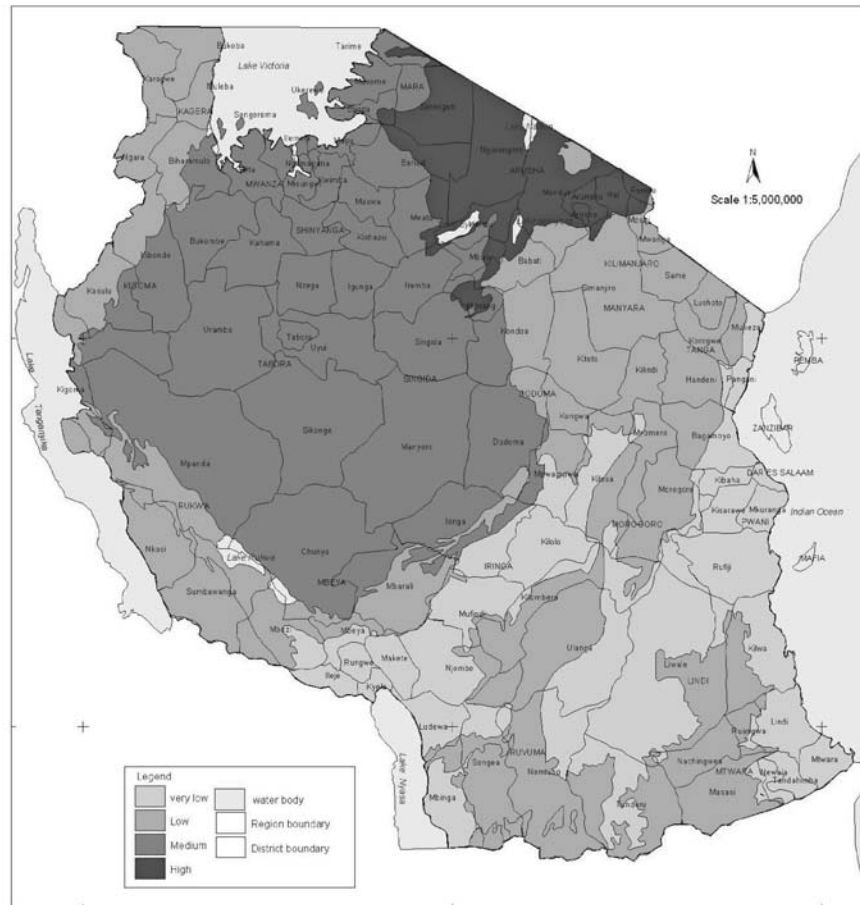 Bukoba
Tarime
Lake Victoria
Karagwe
Muleba
Ukerewe
Musoma
MARA
Serengeti
KAGERA
Sengerema
Ngorongoro
N
Scale 1:5,000,000
Ngara
Biharamulo
Bariadi
ARUSHA
MWANZA
Misungwi
Kwimba
Maswa
Monduli
Hai
Meatu
Moshi
Mwanga
Kibondo
Bukombe
Kahama
SHINYANGA
Kishapu
Babati
KILIMANJARO
Same
KIGOMA
Kasulu
Nzega
Igunga
Iramba
Simanjiro
MANYARA
Lushoto
Muheza
Urambo
Tabora
Uyui
Singida
Kondoa
Korogwe
TANGA
PEMBA
Lake Tanganyika
Kigoma
TABORA
SINGIDA
Kiteto
Kilindi
Handeni
Pangani
DODOMA
Kongwa
Sikonge
Manyoni
Dodoma
Mvomero
Bagamoyo
ZANZIBAR
Mpanda
Mpwapwa
Kilosa
Morogoro
DAR ES SALAAM
Kibaha
RUKWA
Kisarawe
Mkuranga
Indian Ocean
PWANI
Iringa
MOROGORO
Nkasi
Chunya
Kilolo
Lake Rukwa
MBEYA
IRINGA
MAFIA
Rufiji
Sumbawanga
Mbarali
Kilombero
Mufindi
Mbozi
Mbeya
Rungwe
Makete
Njombe
Ulanga
Kilwa
Ileje
Kyela
Liwale
LINDI
Ludewa
Ruangwa
Lindi
Lake Nyasa
Songea
RUVUMA
Namtumbo
Nachingwea
MTWARA
Newala
Mtwara
Tandahimba
Mbinga
Tunduru
Masasi
Legend
very low
Low
Medium
High
water body
Region boundary
District boundary